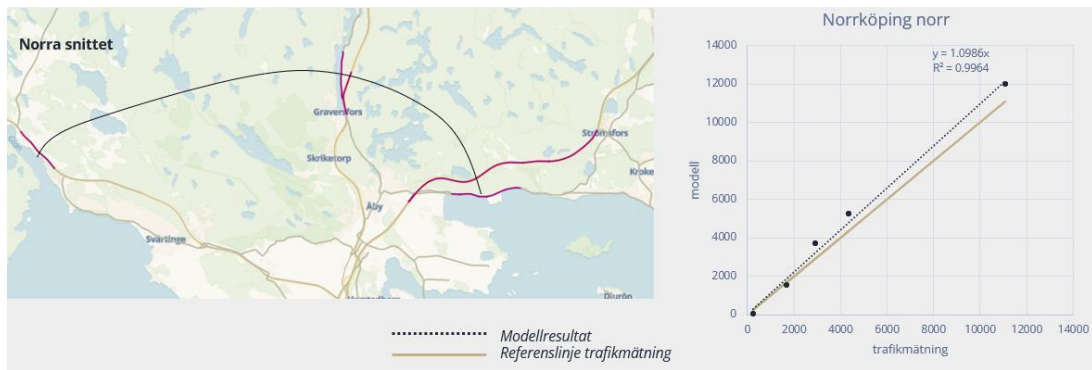 Norra snittet
Graversfors
Strömsfors
Skriketorp
Kroke
Åby
Svärtinge
Djurön
Modellresultat
Referenslinje trafikmätning
Norrköping norr
y = 1.0986x
R² = 0.9964
14000
12000
10000
8000
6000
4000
2000
0
modell
0 2000 4000 6000 8000 10000 12000 14000
trafikmätning